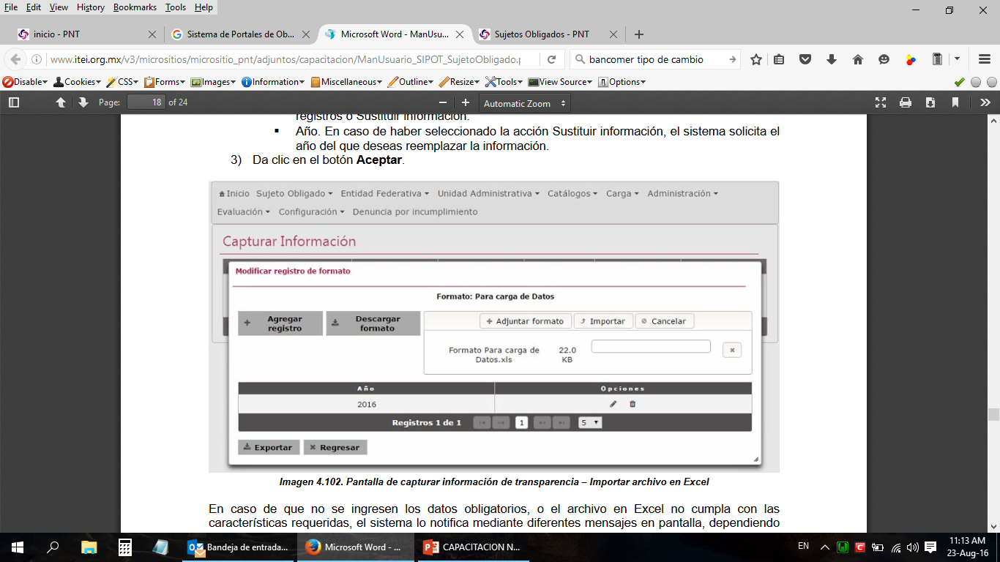 File Edit View History Bookmarks Tools Help
inicio - PNT
Sistema de Portales de Ob...
Microsoft Word - ManUsu...
Sujetos Obligados - PNT
www.itei.org.mx/v3/micrositios/micrositio_pnt/adjuntos/capacitacion/ManUsuario_SIPOT_SujetoObligado.p
bancomer tipo de cambio
Disable Cookies CSS Forms Images Information Miscellaneous Outline Resize Tools View Source Options
Page: 18 of 24
Automatic Zoom
registros o Sustituir información.
▪ Año. En caso de haber seleccionado la acción Sustituir información, el sistema solicita el
año del que deseas reemplazar la información.
3) Da clic en el botón Aceptar.
Inicio Sujeto Obligado Entidad Federativa Unidad Administrativa Catálogos Carga Administración
Evaluación Configuración Denuncia por incumplimiento
Capturar Información
Modificar registro de formato
Formato: Para carga de Datos
Agregar registro
Descargar formato
Adjuntar formato Importar Cancelar
Formato Para carga de
Datos.xls
22.0
KB
Año Opciones
2016
Registros 1 de 1 1 5
Exportar Regresar
Imagen 4.102. Pantalla de capturar información de transparencia – Importar archivo en Excel
En caso de que no se ingresen los datos obligatorios, o el archivo en Excel no cumpla con las
características requeridas, el sistema lo notifica mediante diferentes mensajes en pantalla, dependiendo
Bandeja de entrada...
Microsoft Word - ...
CAPACITACION N...
EN
11:13 AM
23-Aug-16